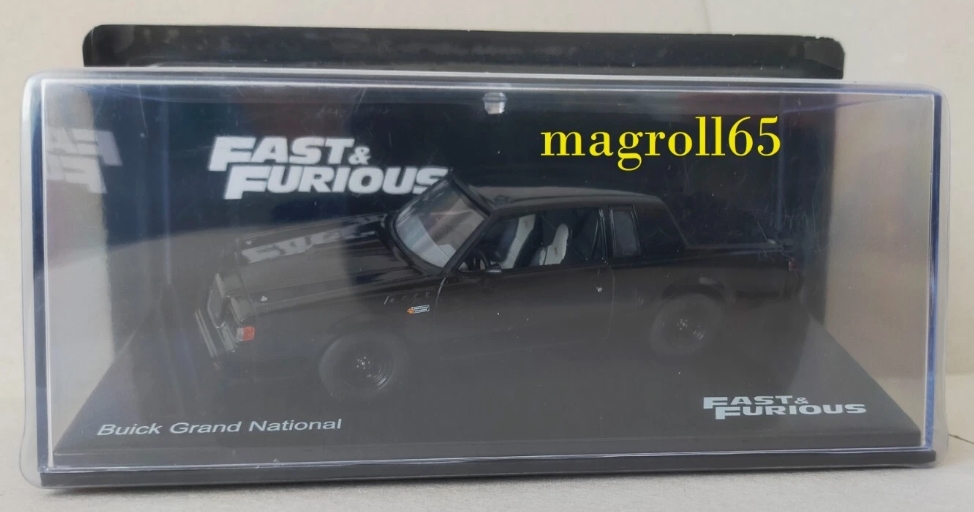 magroll65
FAST &
FURIOUS
Buick Grand National
FAST &
FURIOUS